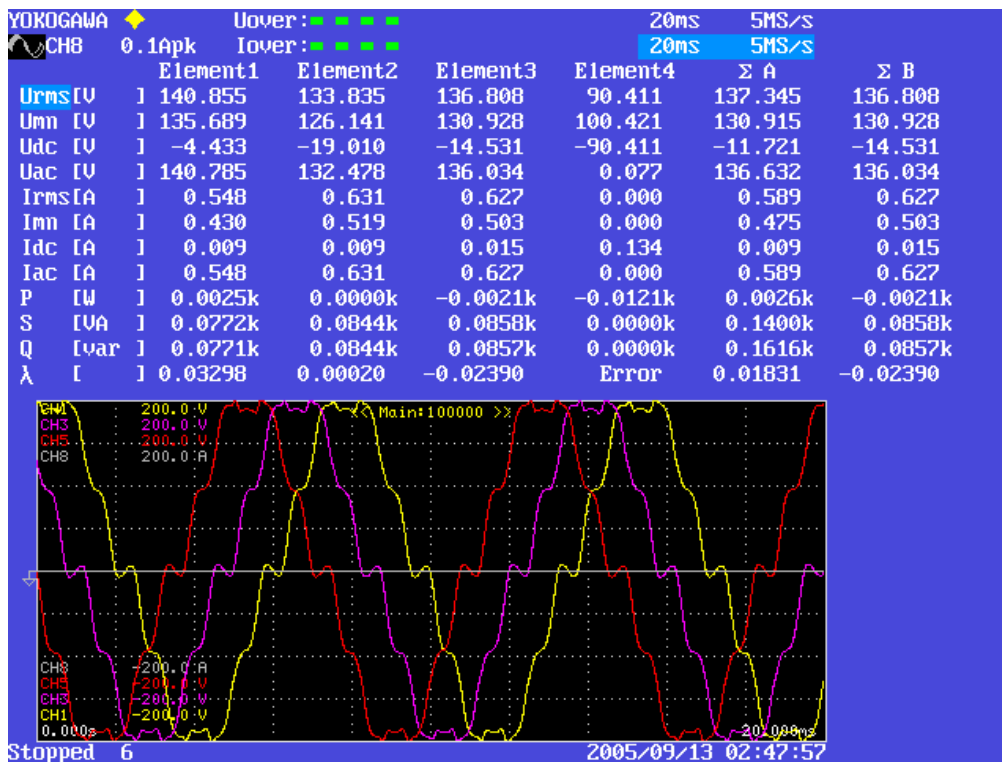 YOKOGAWA Uover: 20ms 5MS/s
CH8 0.1Apk Iover: 20ms 5MS/s
Element1 Element2 Element3 Element4 Σ A Σ B
Urms[V ] 140.855 133.835 136.808 90.411 137.345 136.808
Umn [V ] 135.689 126.141 130.928 100.421 130.915 130.928
Udc [V ] -4.433 -19.010 -14.531 -90.411 -11.721 -14.531
Uac [V ] 140.785 132.478 136.034 0.077 136.632 136.034
Irms[A ] 0.548 0.631 0.627 0.000 0.589 0.627
Imn [A ] 0.430 0.519 0.503 0.000 0.475 0.503
Idc [A ] 0.009 0.009 0.015 0.134 0.009 0.015
Iac [A ] 0.548 0.631 0.627 0.000 0.589 0.627
P [W ] 0.0025k 0.0000k -0.0021k -0.0121k 0.0026k -0.0021k
S [VA ] 0.0772k 0.0844k 0.0858k 0.0000k 0.1400k 0.0858k
Q [var ] 0.0771k 0.0844k 0.0857k 0.0000k 0.1616k 0.0857k
λ [ ] 0.03298 0.00020 -0.02390 Error 0.01831 -0.02390
CH1 200.0 V << Main:100000 >>
CH3 200.0 V
CH5 200.0 V
CH8 200.0 A
CH8 -200.0 A
CH5 -200.0 V
CH3 -200.0 V
CH1 -200.0 V
0.000s 20.000ms
Stopped 6 2005/09/13 02:47:57